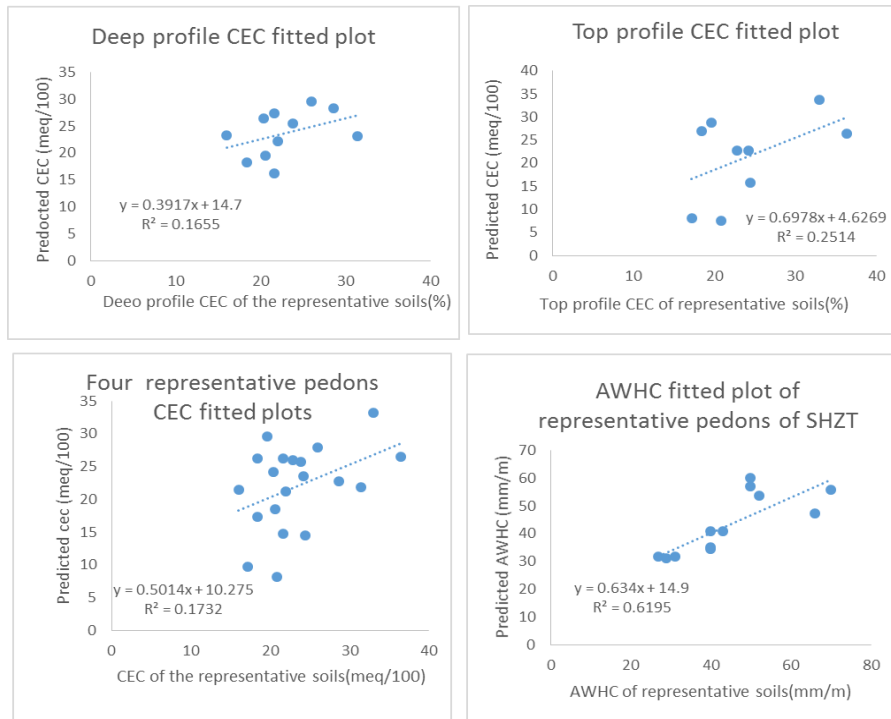 Deep profile CEC fitted plot
Predocted CEC (meq/100)
35
30
25
20
15
10
5
0
y = 0.3917x + 14.7
R² = 0.1655
0 10 20 30 40
Deeo profile CEC of the representative soils(%)
Top profile CEC fitted plot
Predicted CEC (meq/100)
40
35
30
25
20
15
10
5
0
y = 0.6978x + 4.6269
R² = 0.2514
0 10 20 30 40
Top profile CEC of representative soils(%)
Four representative pedons
CEC fitted plots
Predicted cec (meq/100)
35
30
25
20
15
10
5
0
y = 0.5014x + 10.275
R² = 0.1732
0 10 20 30 40
CEC of the representative soils(meq/100)
AWHC fitted plot of
representative pedons of SHZT
Predicted AWHC (mm/m)
70
60
50
40
30
20
10
0
y = 0.634x + 14.9
R² = 0.6195
0 20 40 60 80
AWHC of representative soils(mm/m)